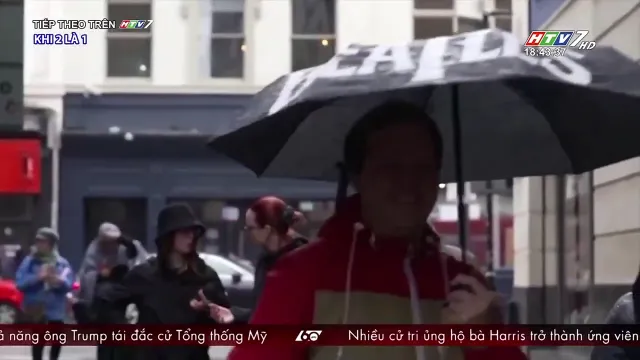 TIẾP THEO TRÊN HTV7
KHI 2 LÀ 1
HTV7 HD
18:43:37
BEATLES
ả năng ông Trump tái đắc cử Tổng thống Mỹ
Nhiều cử tri ủng hộ bà Harris trở thành ứng viên